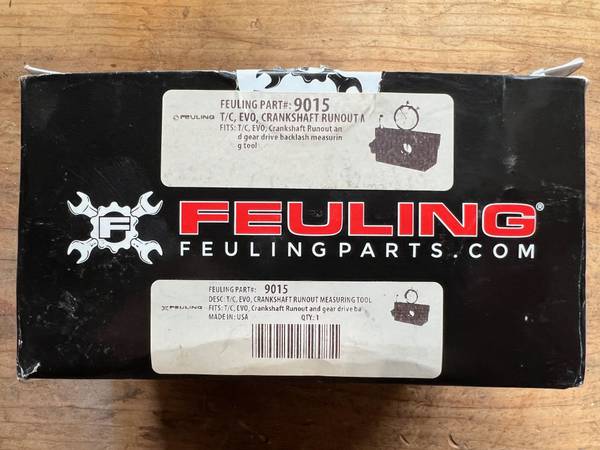 FEULING PART#: 9015
FEULING
T/C, EVO, CRANKSHAFT RUNOUT A
FITS: T/C, EVO, Crankshaft Runout an
d gear drive backlash measurin
g tool
F
FEULING®
FEULINGPARTS.COM
FEULING PART#: 9015
DESC: T/C, EVO, CRANKSHAFT RUNOUT MEASURING TOOL
FEULING
FITS: T/C, EVO, Crankshaft Runout and gear drive ba
MADE IN: USA QTY: 1